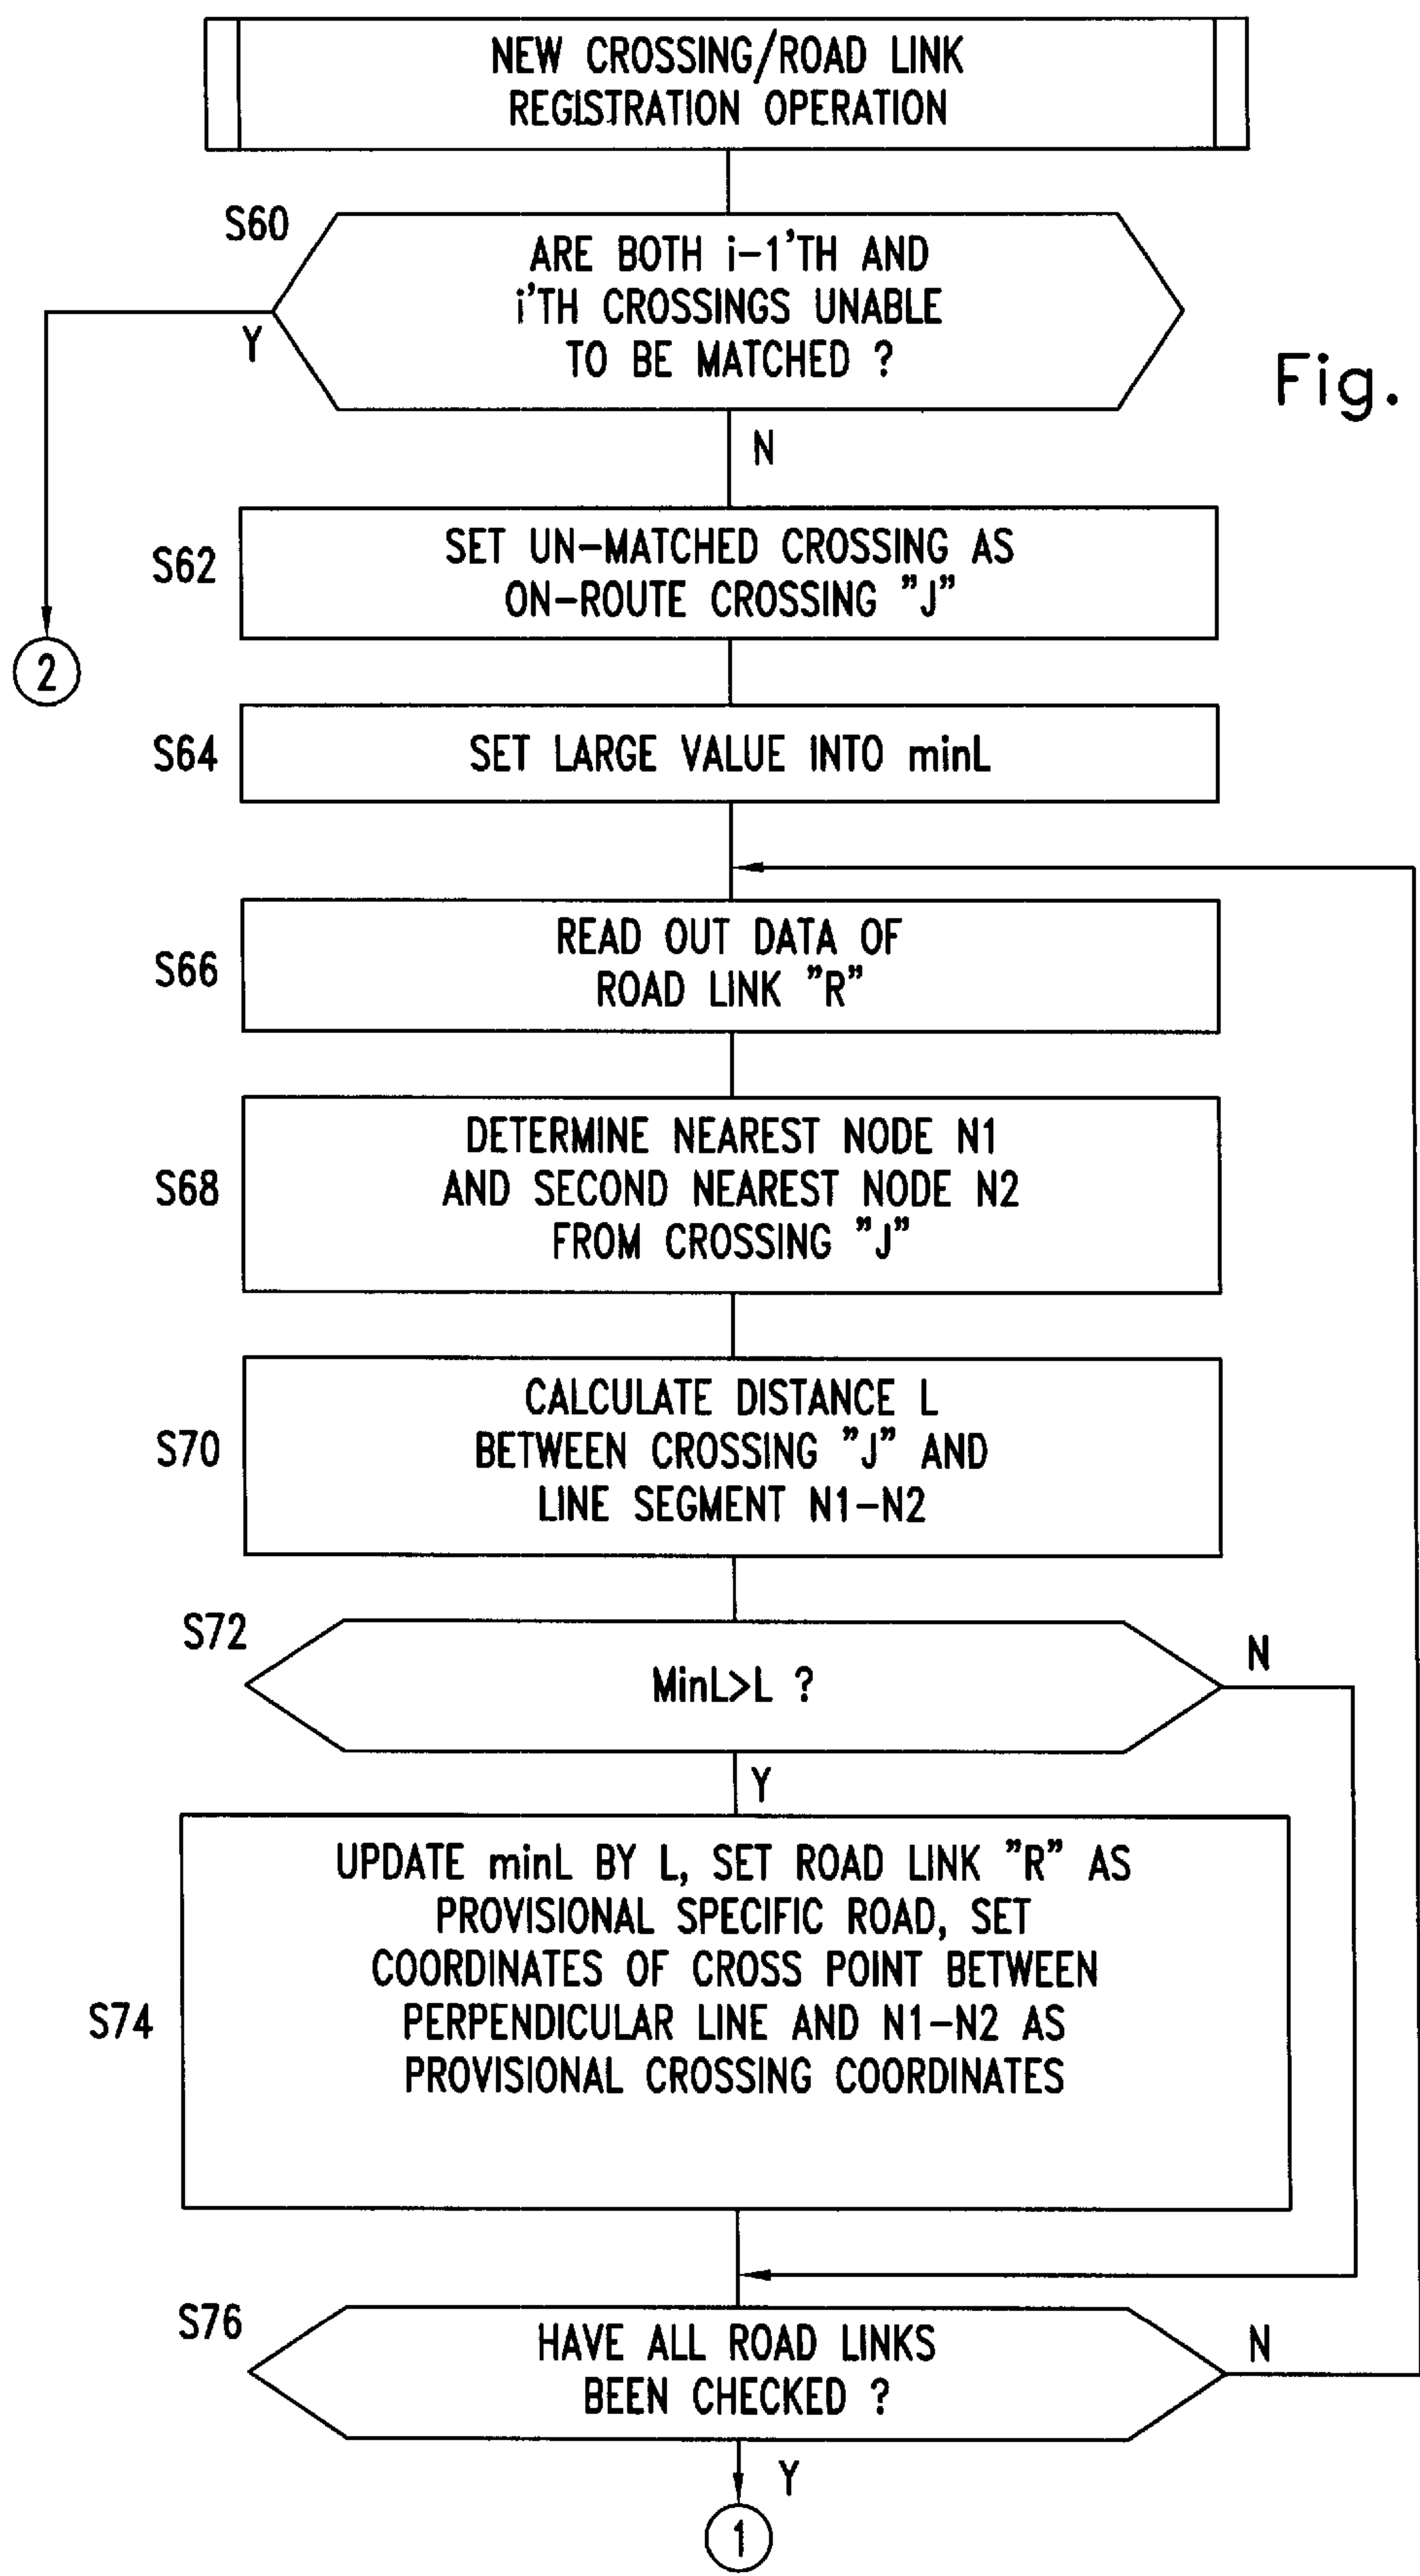 NEW CROSSING/ROAD LINK
REGISTRATION OPERATION
S60
ARE BOTH i-1'TH AND
i'TH CROSSINGS UNABLE
TO BE MATCHED ?
Y
Fig.
N
S62
SET UN-MATCHED CROSSING AS
ON-ROUTE CROSSING "J"
2
S64
SET LARGE VALUE INTO minL
S66
READ OUT DATA OF
ROAD LINK "R"
S68
DETERMINE NEAREST NODE N1
AND SECOND NEAREST NODE N2
FROM CROSSING "J"
S70
CALCULATE DISTANCE L
BETWEEN CROSSING "J" AND
LINE SEGMENT N1-N2
S72
MinL>L ?
N
Y
S74
UPDATE minL BY L, SET ROAD LINK "R" AS
PROVISIONAL SPECIFIC ROAD, SET
COORDINATES OF CROSS POINT BETWEEN
PERPENDICULAR LINE AND N1-N2 AS
PROVISIONAL CROSSING COORDINATES
S76
HAVE ALL ROAD LINKS
BEEN CHECKED ?
N
Y
1